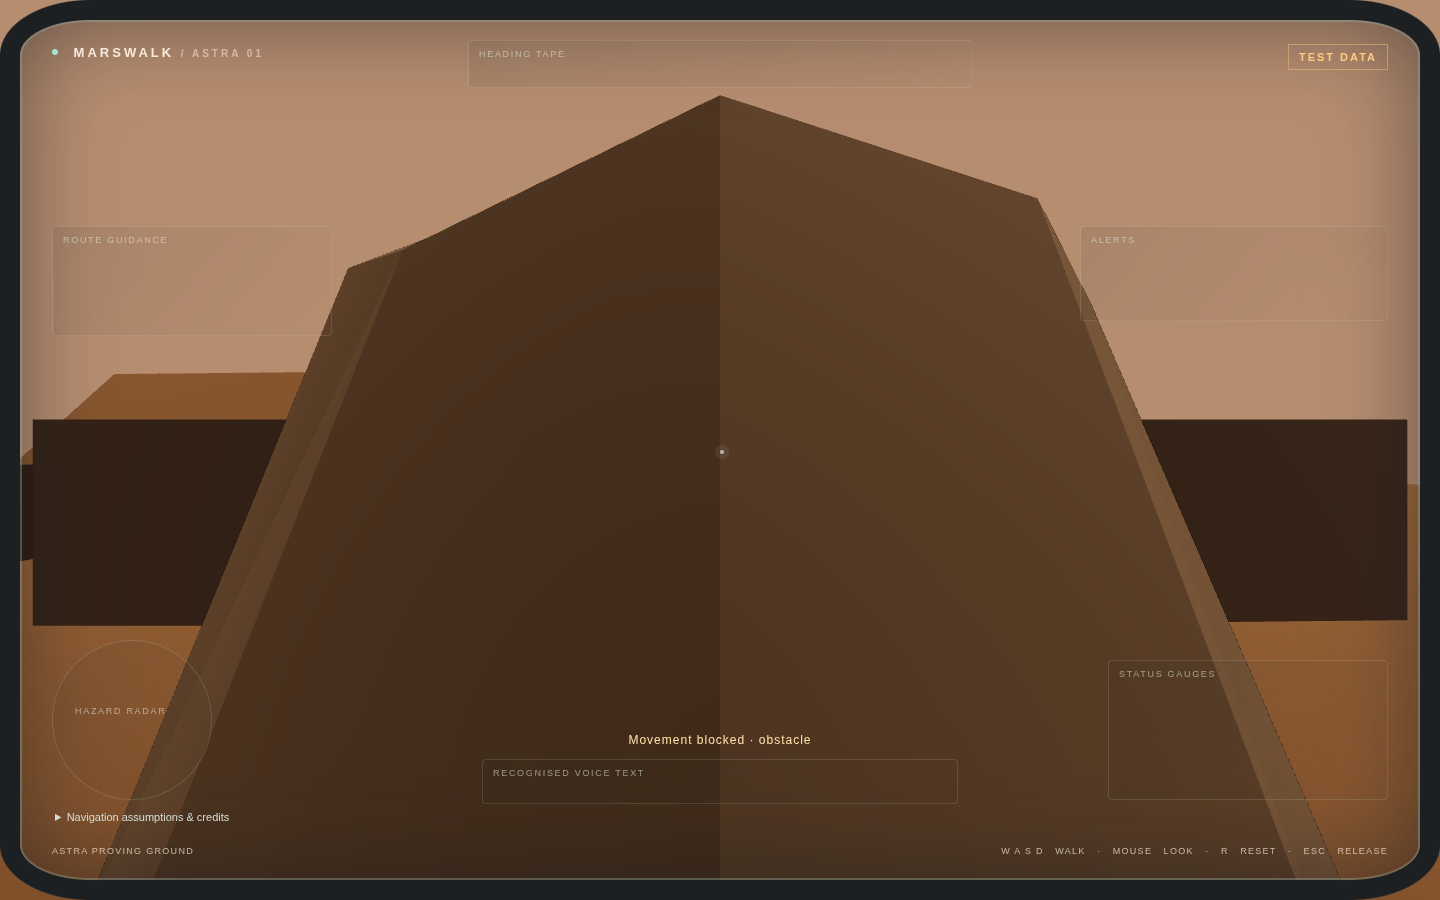 MARSWALK / ASTRA 01
HEADING TAPE
TEST DATA
ROUTE GUIDANCE
ALERTS
HAZARD RADAR
STATUS GAUGES
Movement blocked · obstacle
RECOGNISED VOICE TEXT
Navigation assumptions & credits
ASTRA PROVING GROUND
W A S D WALK · MOUSE LOOK · R RESET · ESC RELEASE